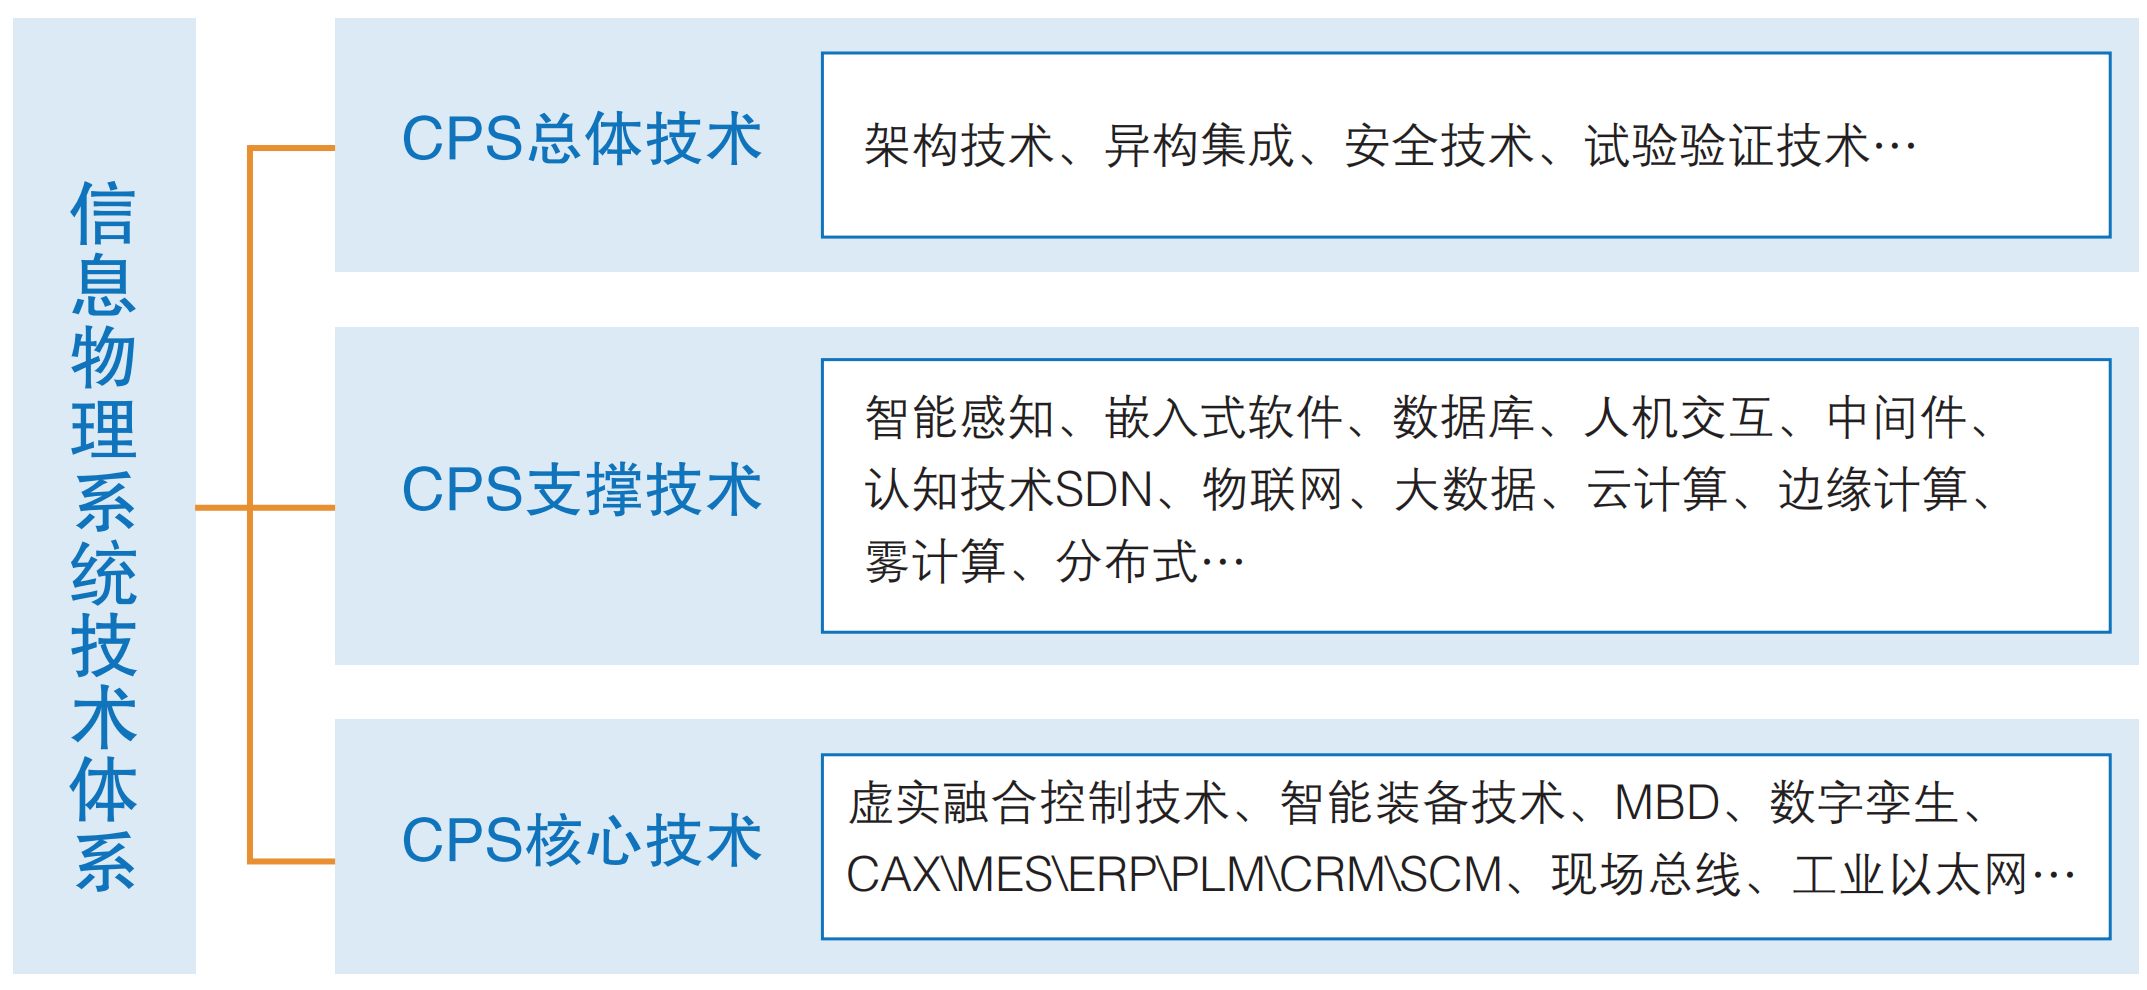 信息物理系统技术体系
CPS总体技术
架构技术、异构集成、安全技术、试验验证技术…
CPS支撑技术
智能感知、嵌入式软件、数据库、人机交互、中间件、
认知技术SDN、物联网、大数据、云计算、边缘计算、
雾计算、分布式…
CPS核心技术
虚实融合控制技术、智能装备技术、MBD、数字孪生、
CAX\MES\ERP\PLM\CRM\SCM、现场总线、工业以太网…